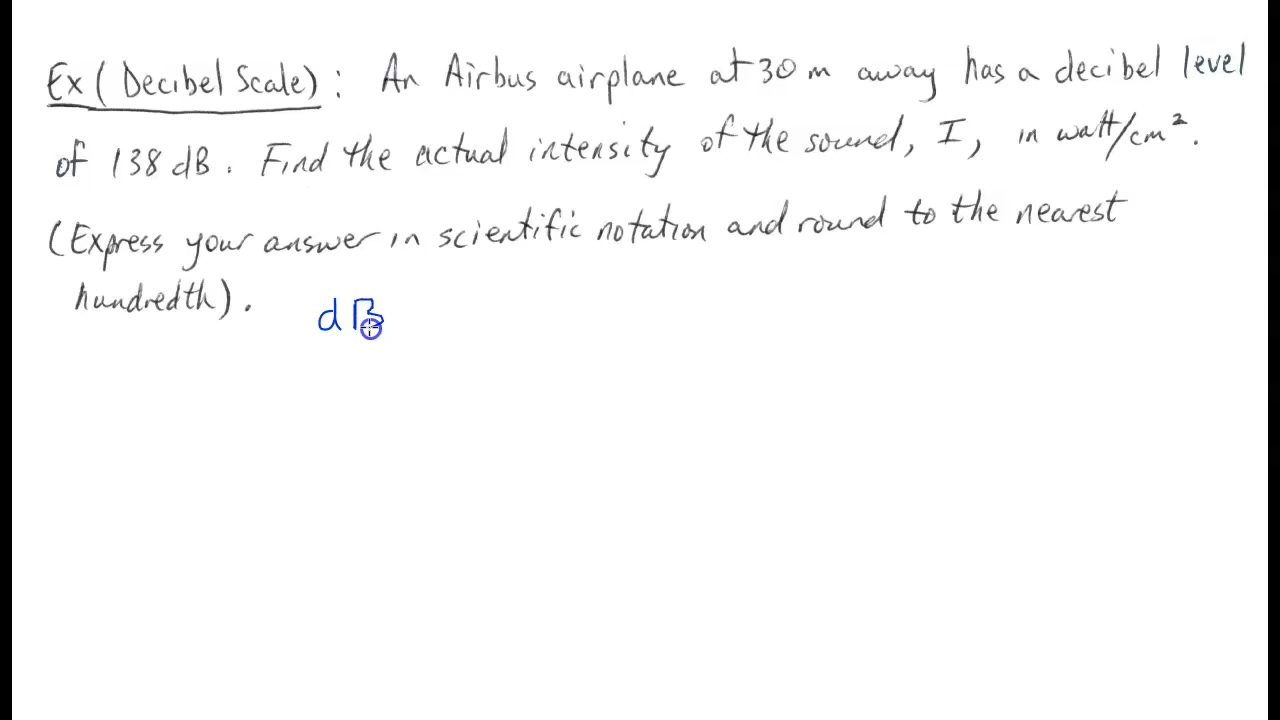 Ex (Decibel Scale): An Airbus airplane at 30 m away has a decibel level
of 138 dB. Find the actual intensity of the sound, I, in watt/cm².
(Express your answer in scientific notation and round to the nearest
hundredth).
dB